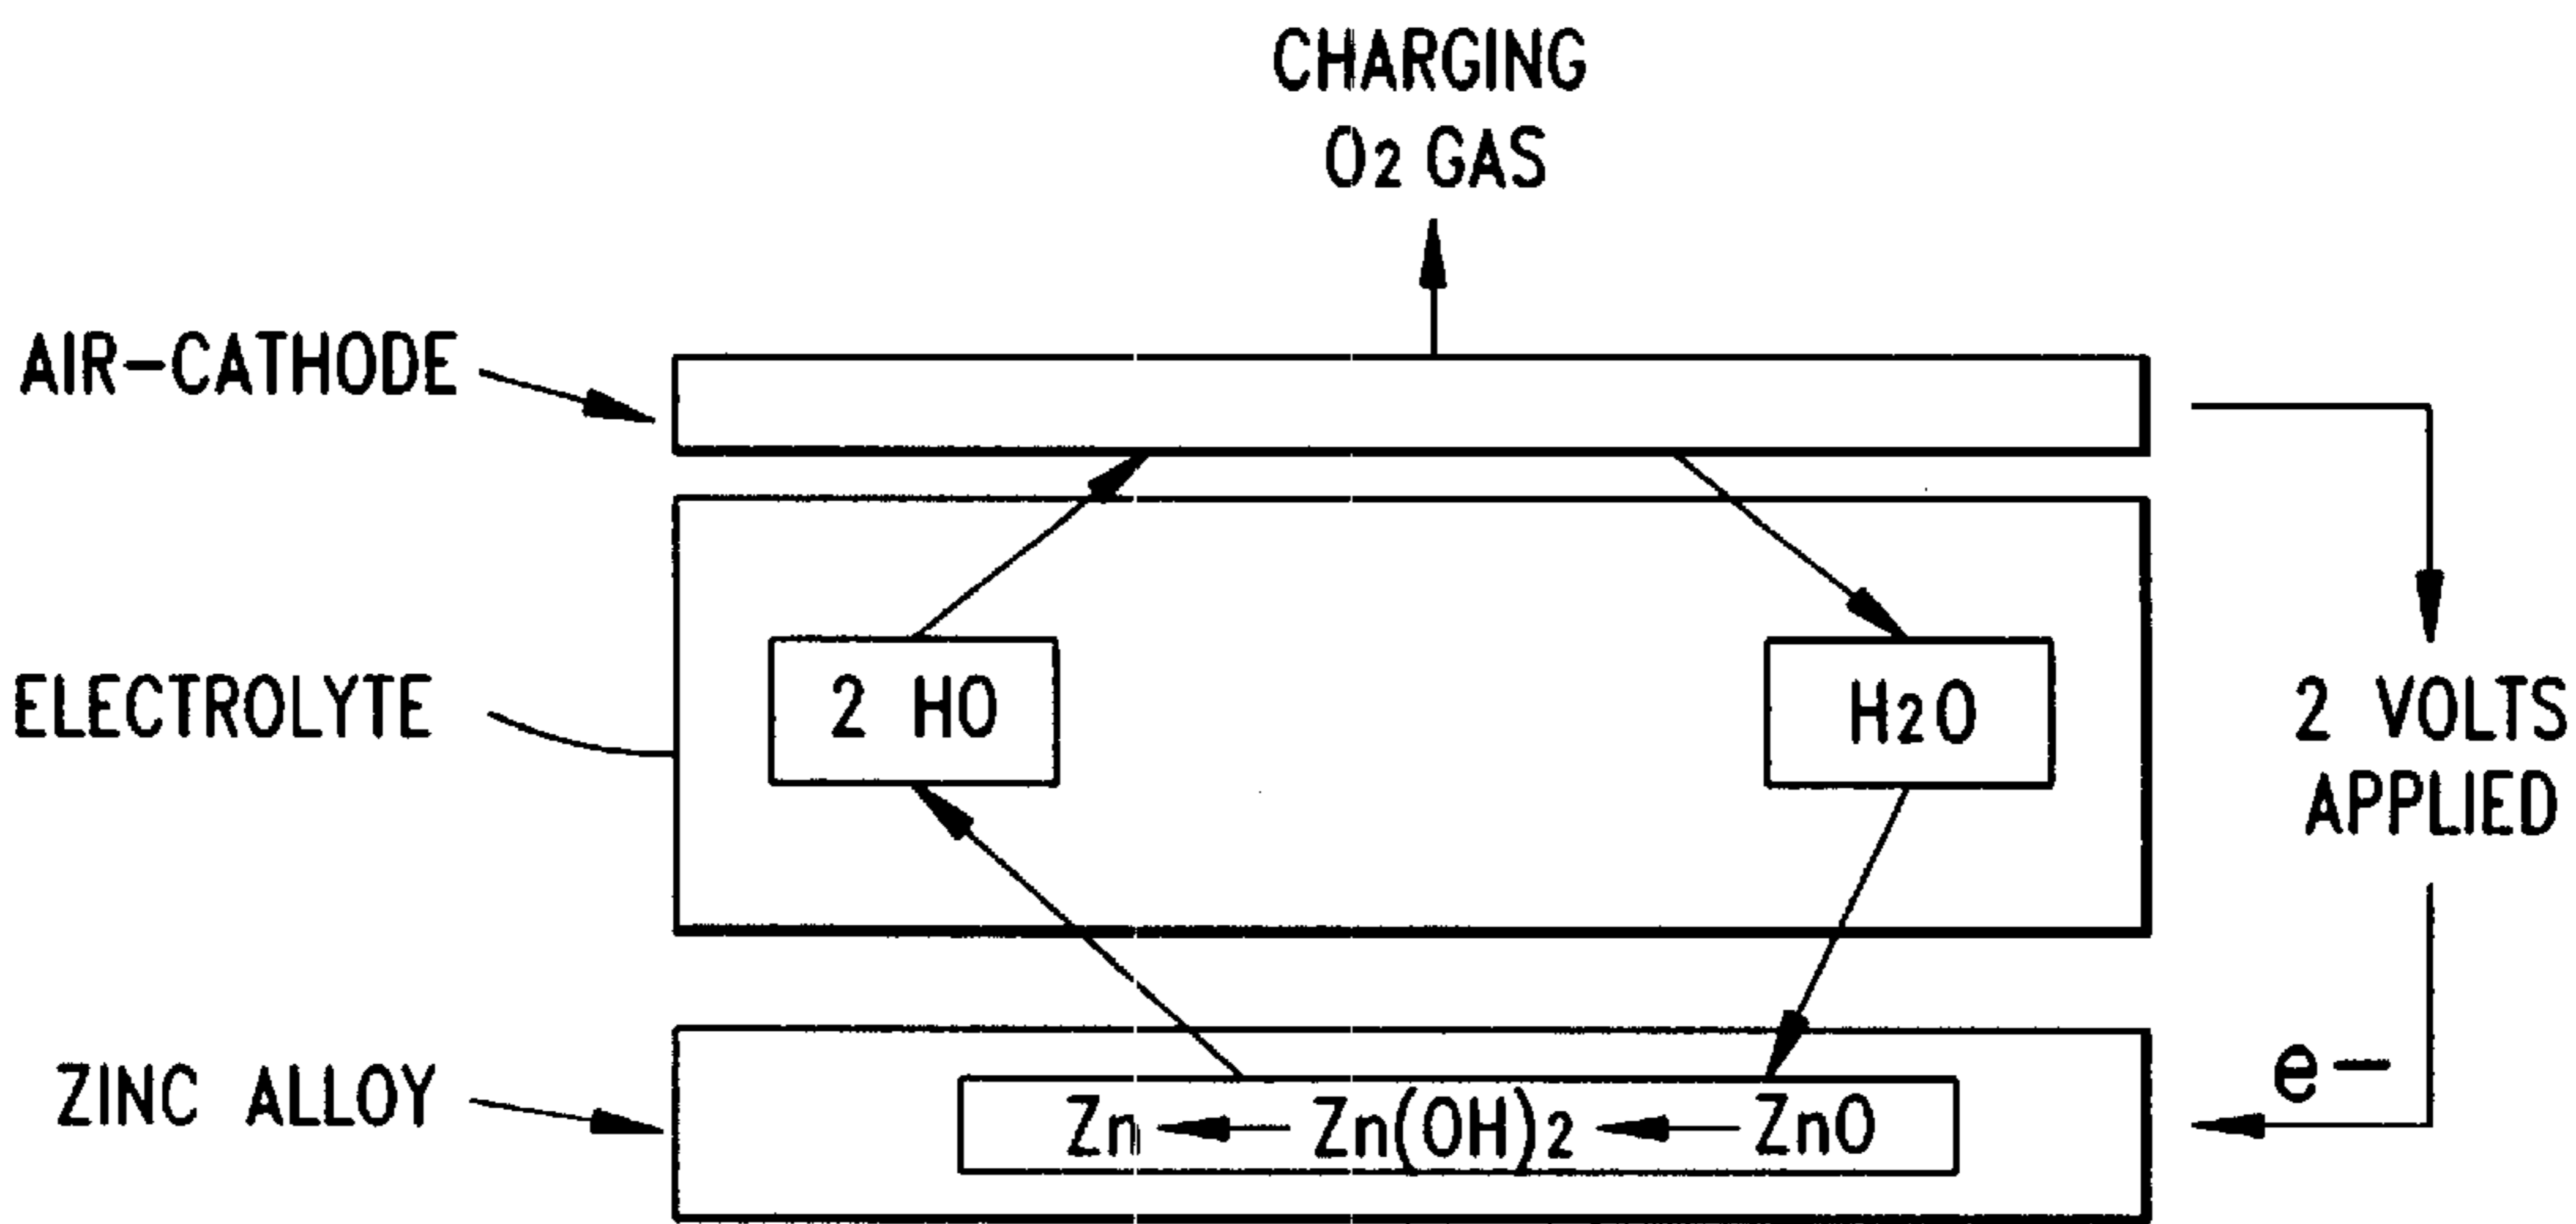 CHARGING
O2 GAS
AIR-CATHODE
2 HO
H2O
ELECTROLYTE
2 VOLTS
APPLIED
ZINC ALLOY
Zn ← Zn(OH)2 ← ZnO
e−